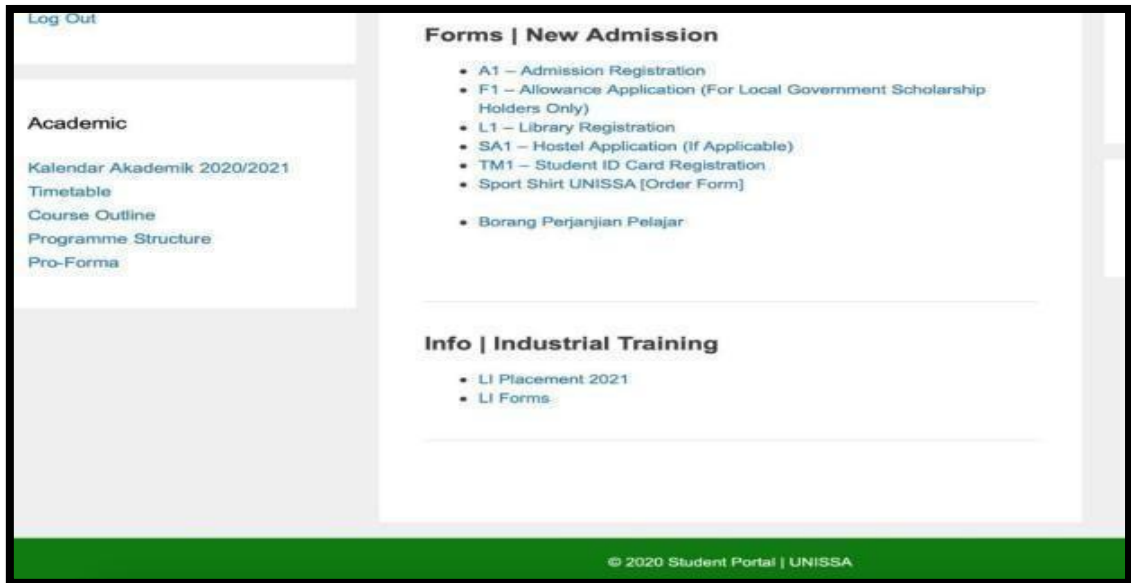 Log Out
Academic
Kalendar Akademik 2020/2021
Timetable
Course Outline
Programme Structure
Pro-Forma
Forms | New Admission
A1 – Admission Registration
F1 – Allowance Application (For Local Government Scholarship
Holders Only)
L1 – Library Registration
SA1 – Hostel Application (If Applicable)
TM1 – Student ID Card Registration
Sport Shirt UNISSA [Order Form]
Borang Perjanjian Pelajar
Info | Industrial Training
LI Placement 2021
LI Forms
© 2020 Student Portal | UNISSA